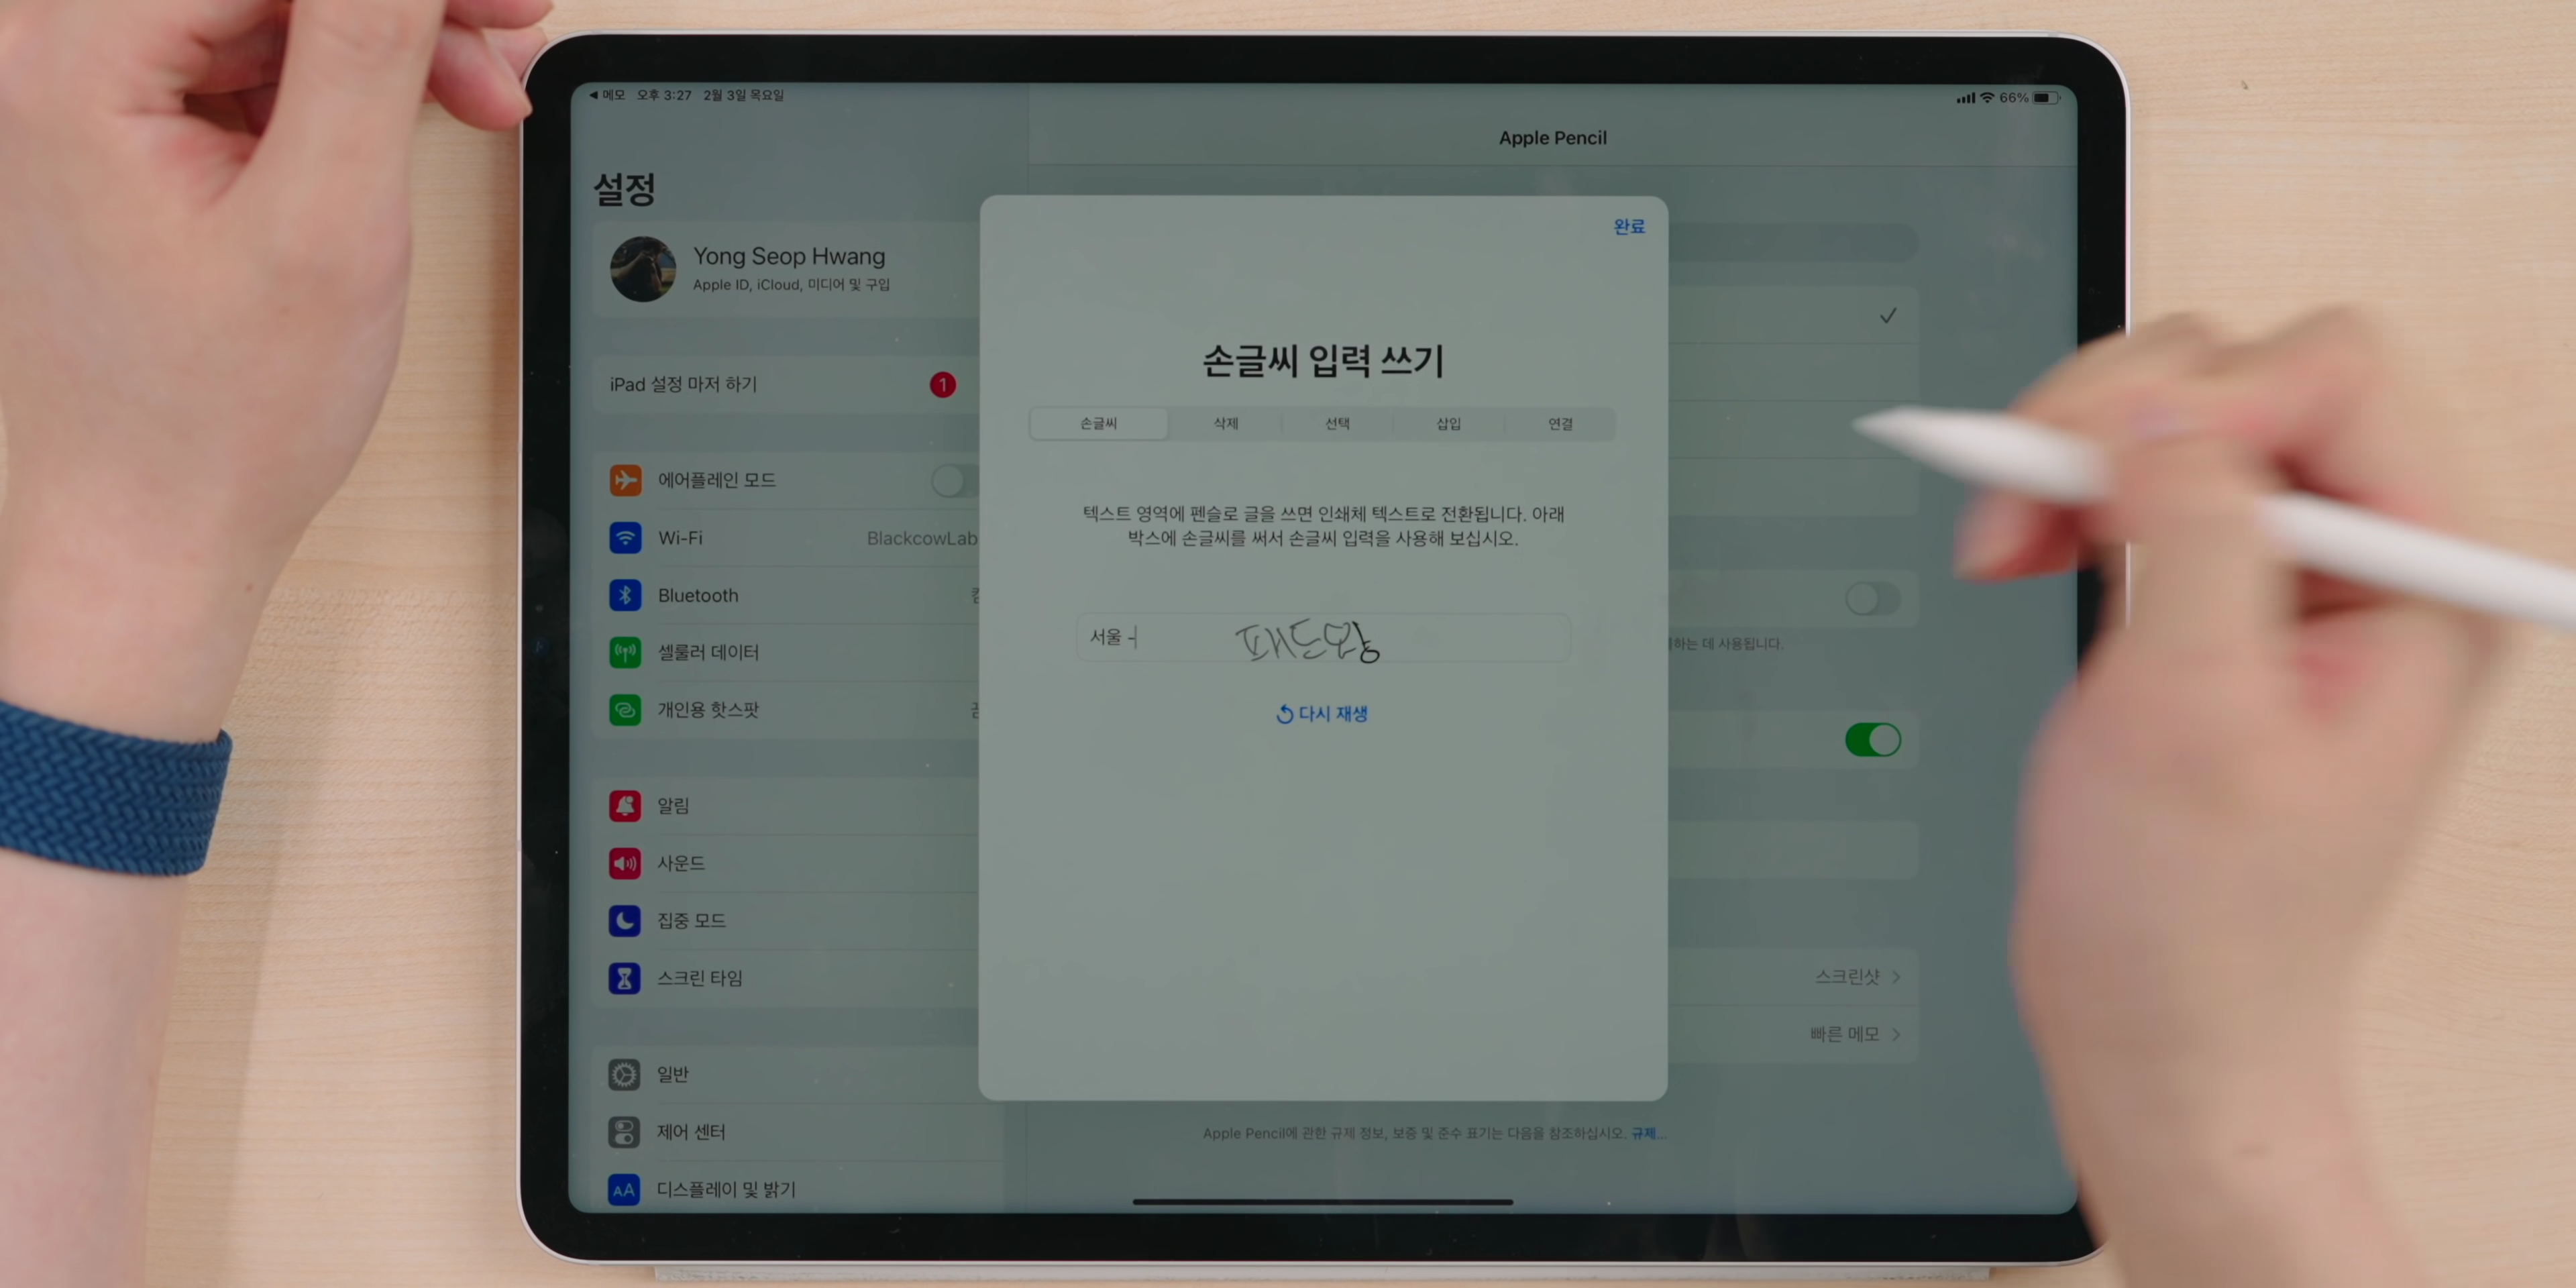 ◀ 메모 오후 3:27 2월 3일 목요일
66%
설정
Yong Seop Hwang
Apple ID, iCloud, 미디어 및 구입
iPad 설정 마저 하기
1
에어플레인 모드
Wi-Fi BlackcowLab
Bluetooth
셀룰러 데이터
개인용 핫스팟
알림
사운드
집중 모드
스크린 타임
일반
제어 센터
AA 디스플레이 및 밝기
Apple Pencil
완료
손글씨 입력 쓰기
손글씨 삭제 선택 삽입 연결
텍스트 영역에 펜슬로 글을 쓰면 인쇄체 텍스트로 전환됩니다. 아래
박스에 손글씨를 써서 손글씨 입력을 사용해 보십시오.
서울 -
다시 재생
하는 데 사용됩니다.
스크린샷
빠른 메모
Apple Pencil에 관한 규제 정보, 보증 및 준수 표기는 다음을 참조하십시오. 규제...